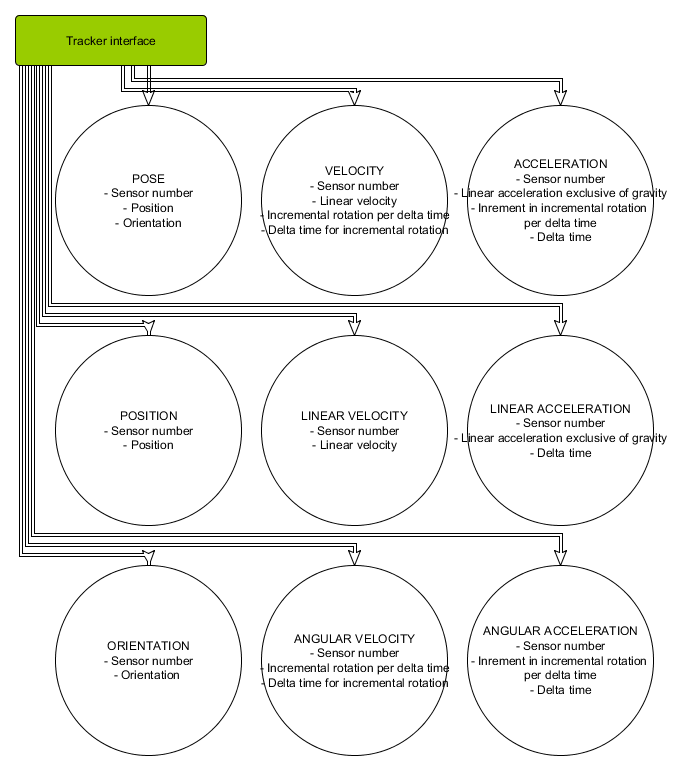 Tracker interface
POSE
- Sensor number
- Position
- Orientation
VELOCITY
- Sensor number
- Linear velocity
- Incremental rotation per delta time
- Delta time for incremental rotation
ACCELERATION
- Sensor number
- Linear acceleration exclusive of gravity
- Inrement in incremental rotation
per delta time
- Delta time
POSITION
- Sensor number
- Position
LINEAR VELOCITY
- Sensor number
- Linear velocity
LINEAR ACCELERATION
- Sensor number
- Linear acceleration exclusive of gravity
- Delta time
ORIENTATION
- Sensor number
- Orientation
ANGULAR VELOCITY
- Sensor number
- Incremental rotation per delta time
- Delta time for incremental rotation
ANGULAR ACCELERATION
- Sensor number
- Inrement in incremental rotation
per delta time
- Delta time